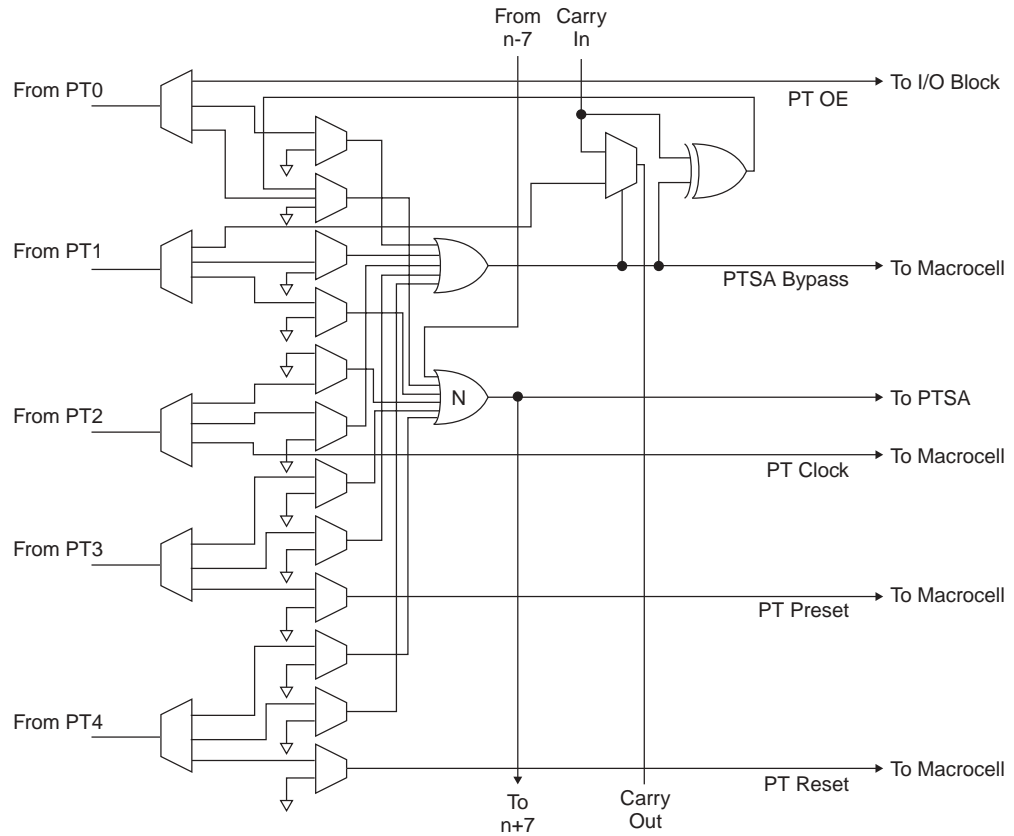 From
n-7
Carry
In
From PT0
To I/O Block
PT OE
From PT1
To Macrocell
PTSA Bypass
N
To PTSA
From PT2
To Macrocell
PT Clock
From PT3
To Macrocell
PT Preset
From PT4
To Macrocell
PT Reset
To
n+7
Carry
Out